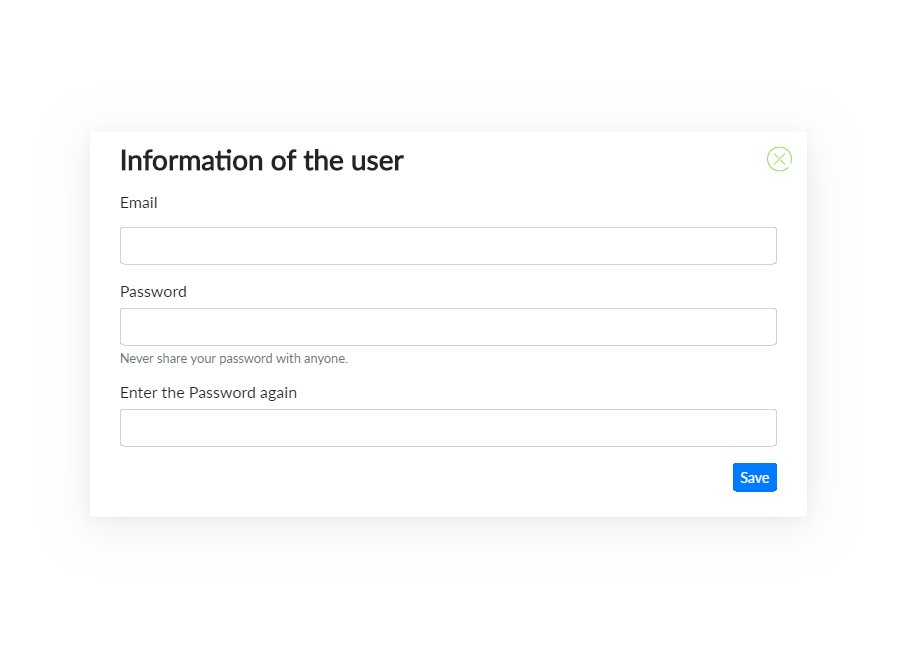 Information of the user
Email
Password
Never share your password with anyone.
Enter the Password again
Save